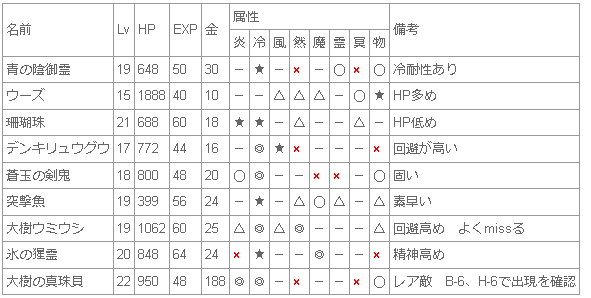 名前 Lv HP EXP 金 属性 備考
炎 冷 風 然 魔 霊 冥 物
青の陰御霊 19 648 50 30 － ★ － × － ○ × ○ 冷耐性あり
ウーズ 15 1888 40 10 － － △ △ △ － ○ ★ HP多め
珊瑚珠 21 688 60 18 ★ ★ － △ － － △ － HP低め
デンキリュウグウ 17 772 44 16 － ◎ ★ × － － － × 回避が高い
蒼玉の剣鬼 18 800 48 20 ○ ◎ － － × × － ○ 固い
突撃魚 19 399 56 24 － ★ － △ ○ △ － △ 素早い
大樹ウミウシ 19 1062 60 24 △ ◎ △ ◎ － － － － 回避高め　よくmissる
氷の猩霊 20 848 64 24 × ★ － － ◎ － － × 精神高め
大樹の真珠貝 22 950 48 188 ◎ ◎ － × － － × ○ レア敵　B-6、H-6で出現を確認